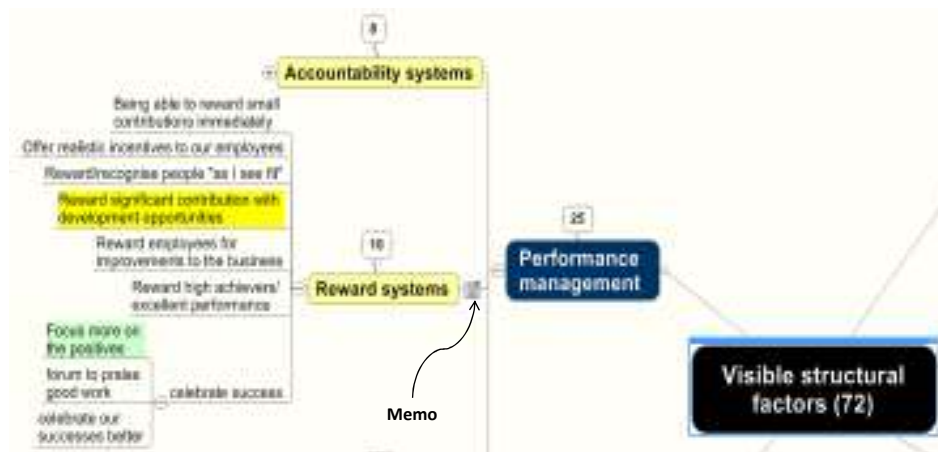 8
Accountability systems
Being able to reward small
contributions immediately
Offer realistic incentives to our employees
Reward/recognise people "as I see fit"
Reward significant contribution with
development opportunities
Reward employees for
improvements to the business
Reward high achievers/
excellent performance
Focus more on
the positives
forum to praise
good work
celebrate our
successes better
celebrate success
10
Reward systems
Memo
25
Performance
management
Visible structural
factors (72)